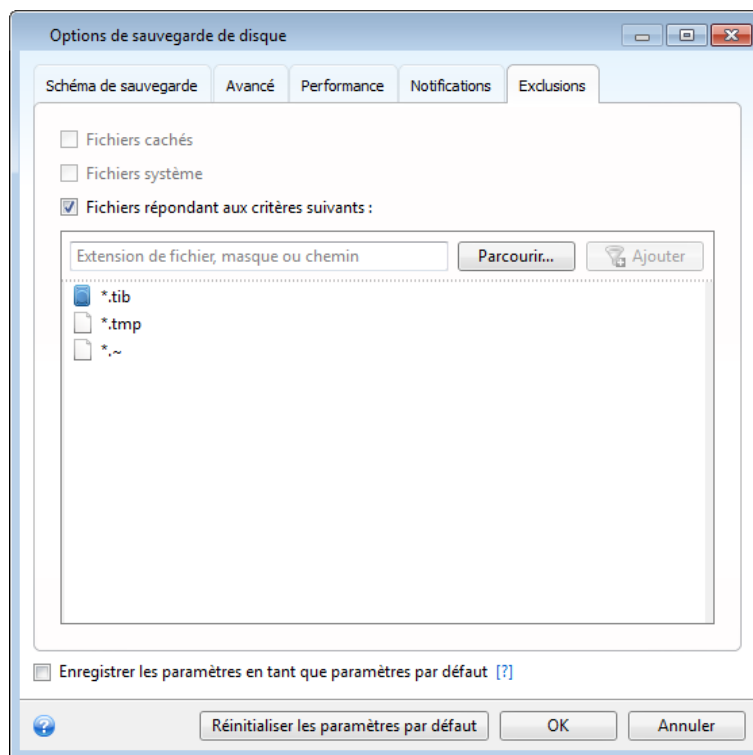 Options de sauvegarde de disque
Schéma de sauvegarde Avancé Performance Notifications Exclusions
Fichiers cachés
Fichiers système
Fichiers répondant aux critères suivants :
Extension de fichier, masque ou chemin Parcourir... Ajouter
*.tib
*.tmp
*.~
Enregistrer les paramètres en tant que paramètres par défaut [?]
? Réinitialiser les paramètres par défaut OK Annuler